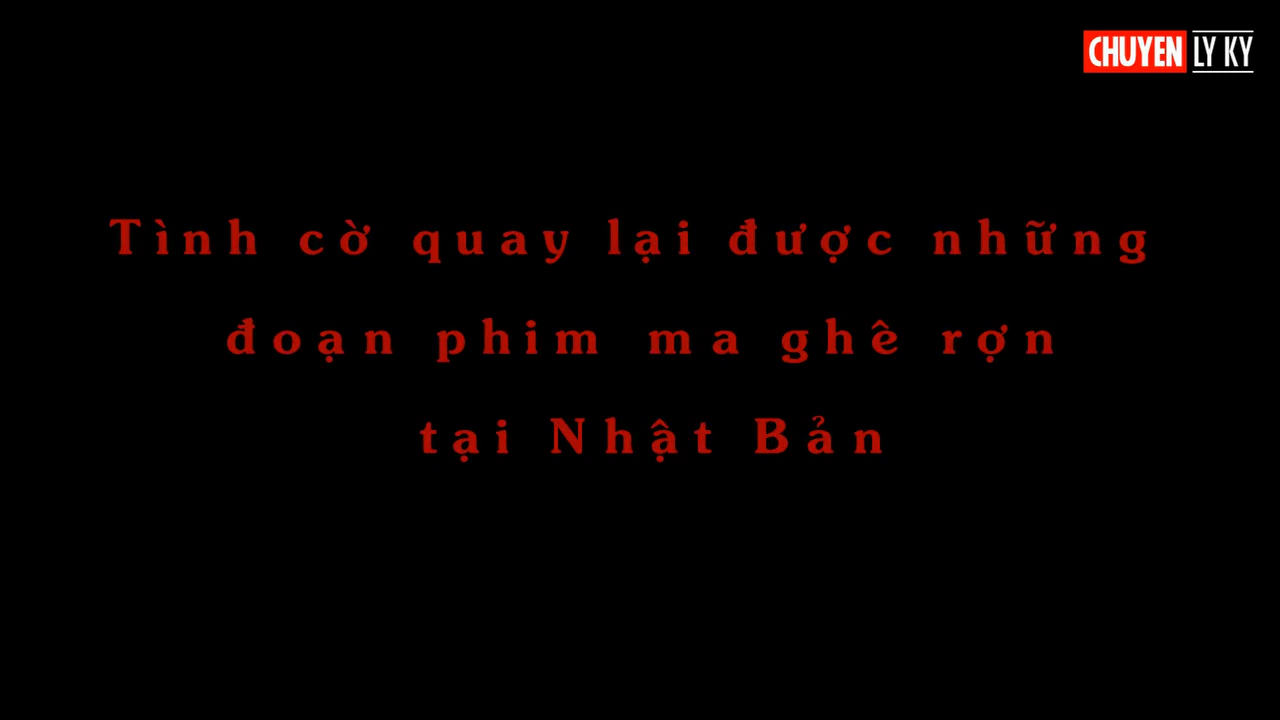 CHUYEN LY KY
Tình cờ quay lại được những
đoạn phim ma ghê rợn
tại Nhật Bản